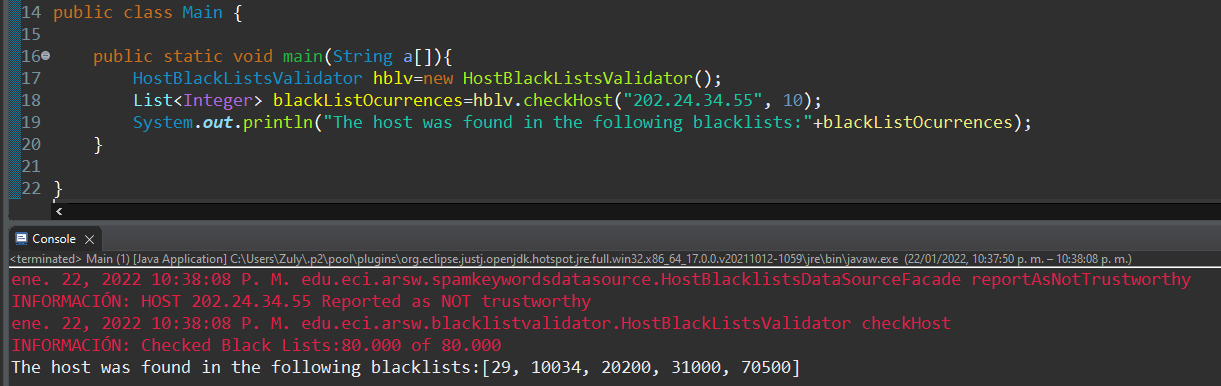 14 public class Main {
15
16 public static void main(String a[]){
17 HostBlackListsValidator hblv=new HostBlackListsValidator();
18 List<Integer> blackListOcurrences=hblv.checkHost("202.24.34.55", 10);
19 System.out.println("The host was found in the following blacklists:"+blackListOcurrences);
20 }
21
22 }
Console
<terminated> Main (1) [Java Application] C:\Users\Zuly\.p2\pool\plugins\org.eclipse.justj.openjdk.hotspot.jre.full.win32.x86_64_17.0.0.v20211012-1059\jre\bin\javaw.exe (22/01/2022, 10:37:50 p. m. – 10:38:08 p. m.)
ene. 22, 2022 10:38:08 P. M. edu.eci.arsw.spamkeywordsdatasource.HostBlacklistsDataSourceFacade reportAsNotTrustworthy
INFORMACIÓN: HOST 202.24.34.55 Reported as NOT trustworthy
ene. 22, 2022 10:38:08 P. M. edu.eci.arsw.blacklistvalidator.HostBlackListsValidator checkHost
INFORMACIÓN: Checked Black Lists:80.000 of 80.000
The host was found in the following blacklists:[29, 10034, 20200, 31000, 70500]